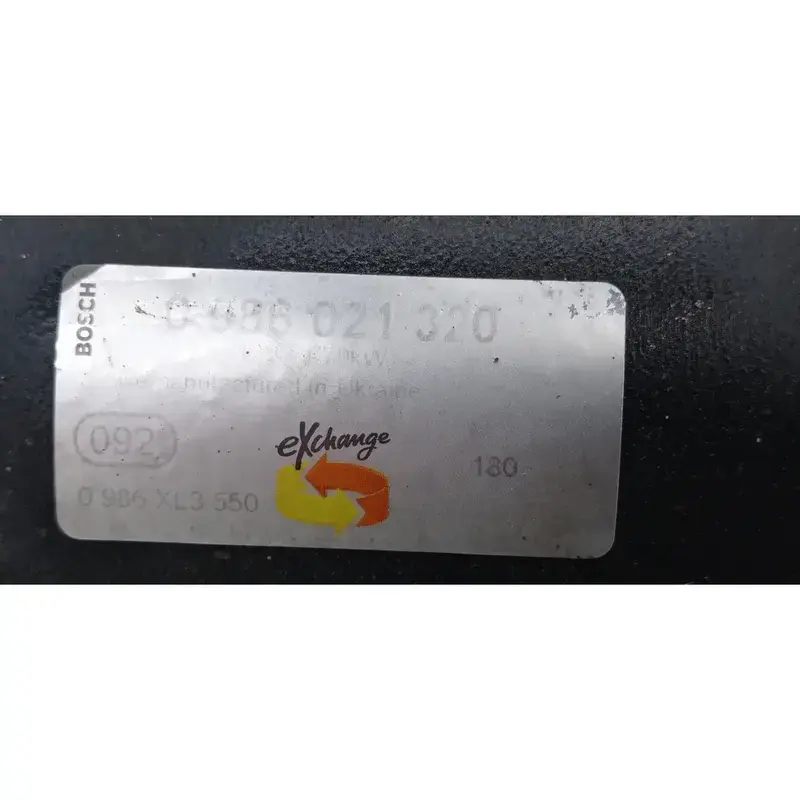 BOSCH
0 986 021 320
Remanufactured in Ukraine
092
eXchange
180
0 986 XL3 550